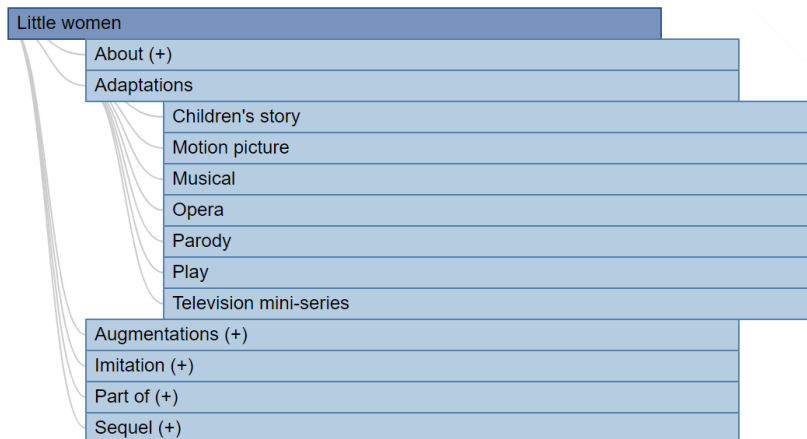 Little women
About (+)
Adaptations
Children's story
Motion picture
Musical
Opera
Parody
Play
Television mini-series
Augmentations (+)
Imitation (+)
Part of (+)
Sequel (+)